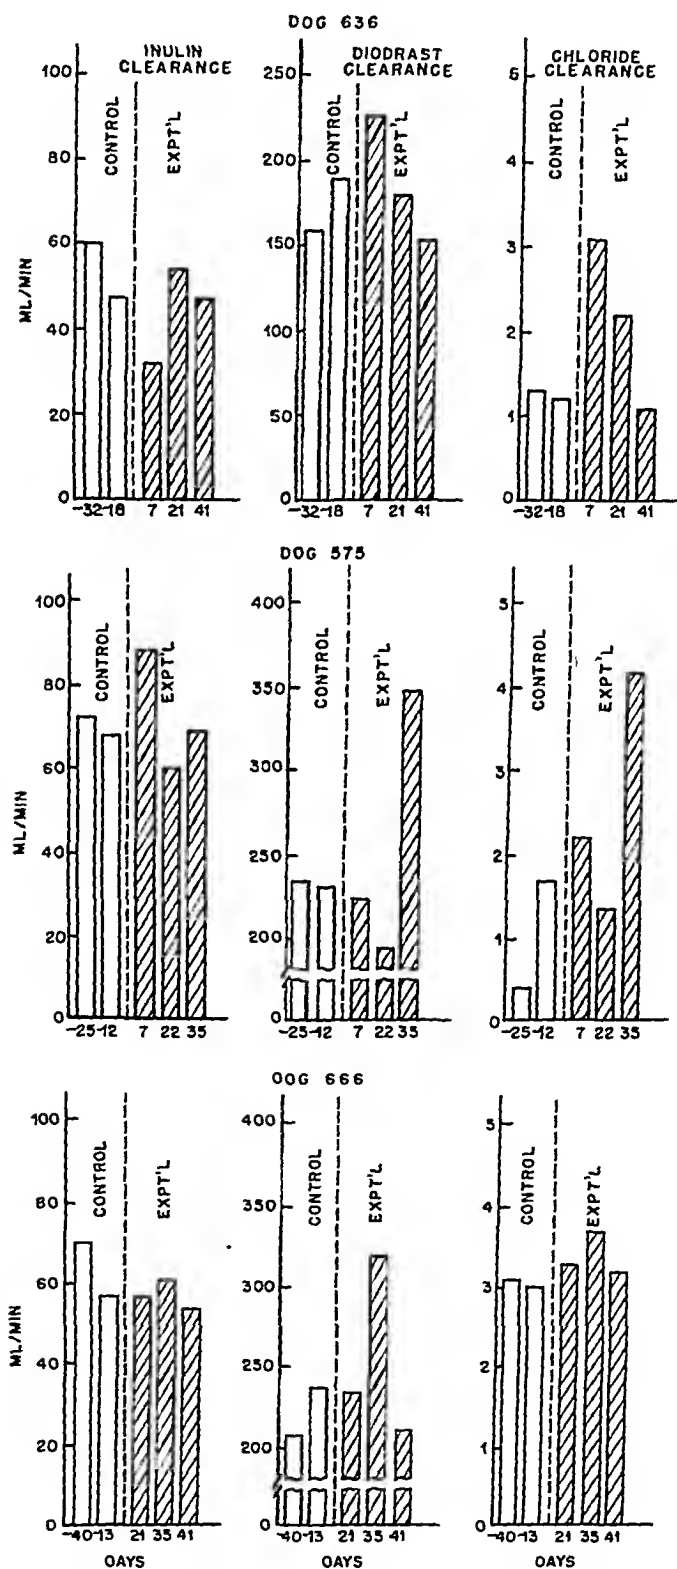 DOG 636
INULIN
CLEARANCE
DIODRAST
CLEARANCE
CHLORIDE
CLEARANCE
ML/MIN
100
80
60
40
20
0
CONTROL
EXPT'L
-32-18 7 21 41
250
200
150
100
50
0
CONTROL
EXPT'L
-32-18 7 21 41
5
4
3
2
1
0
CONTROL
EXPT'L
-32-18 7 21 41
DOG 575
ML/MIN
100
80
60
40
20
0
CONTROL
EXPT'L
-25-12 7 22 35
400
350
300
250
200
0
CONTROL
EXPT'L
-25-12 7 22 35
5
4
3
2
1
0
CONTROL
EXPT'L
-25-12 7 22 35
DOG 666
ML/MIN
100
80
60
40
20
0
CONTROL
EXPT'L
-40-13 21 35 41
DAYS
400
350
300
250
200
0
CONTROL
EXPT'L
-40-13 21 35 41
DAYS
5
4
3
2
1
0
CONTROL
EXPT'L
-40-13 21 35 41
DAYS